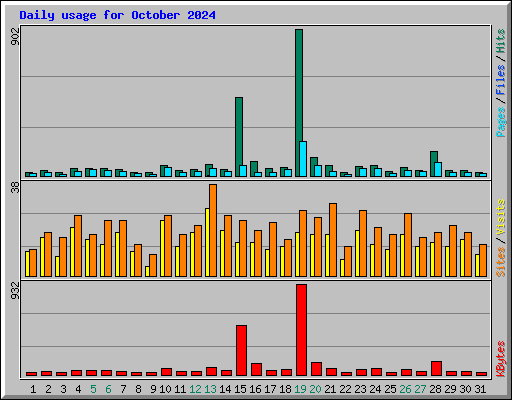 Daily usage for October 2024
902
Pages / Files / Hits
38
Sites / Visits
932
KBytes
1 2 3 4 5 6 7 8 9 10 11 12 13 14 15 16 17 18 19 20 21 22 23 24 25 26 27 28 29 30 31